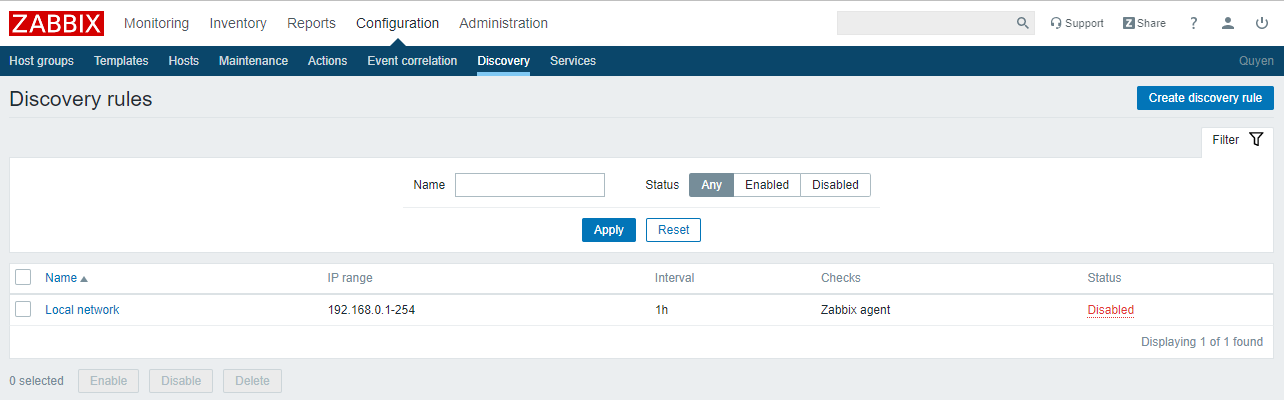 ZABBIX Monitoring Inventory Reports Configuration Administration Support Z Share ?
Host groups Templates Hosts Maintenance Actions Event correlation Discovery Services Quyen
Discovery rules Create discovery rule
Filter
Name Status Any Enabled Disabled
Apply Reset
Name IP range Interval Checks Status
Local network 192.168.0.1-254 1h Zabbix agent Disabled
Displaying 1 of 1 found
0 selected Enable Disable Delete